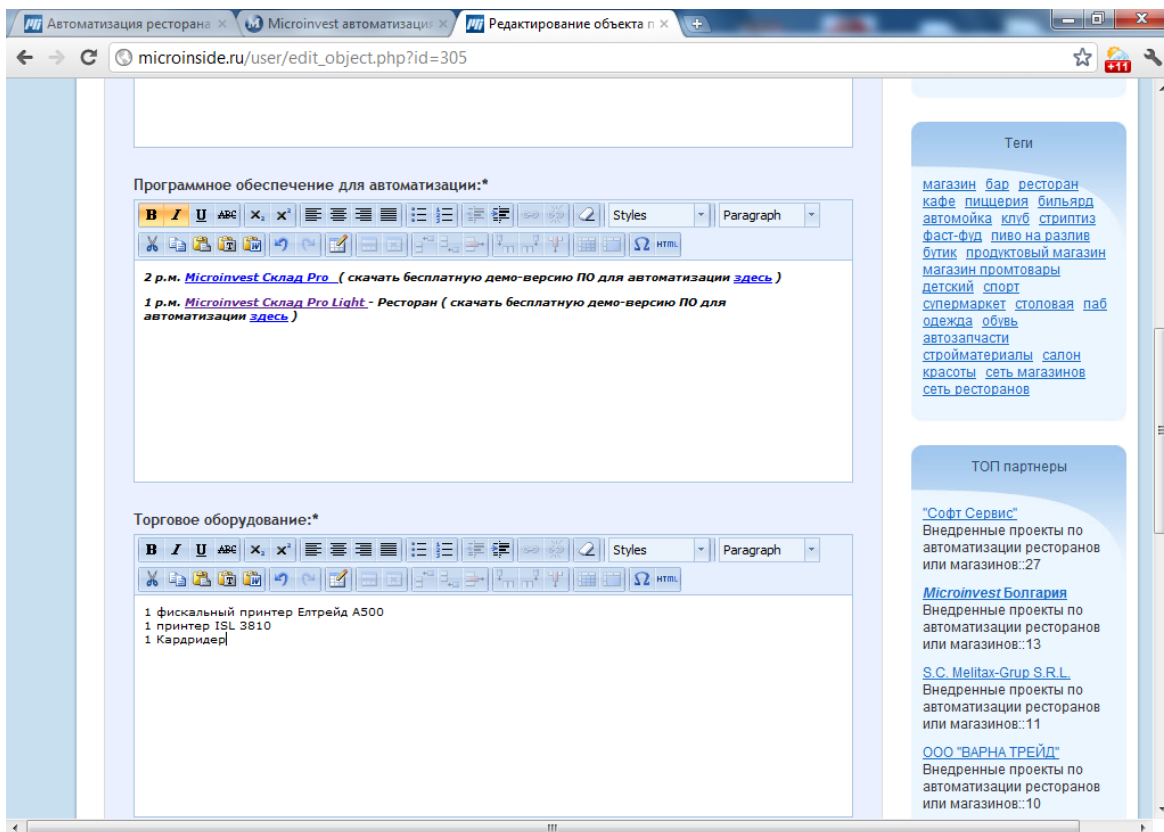 Автоматизация ресторана
Microinvest автоматизация
Редактирование объекта п
microinside.ru/user/edit_object.php?id=305
+11
Программное обеспечение для автоматизации:*
B I U ABC x₂ x² Styles Paragraph
Ω HTML
2 р.м. Microinvest Склад Pro ( скачать бесплатную демо-версию ПО для автоматизации здесь )
1 р.м. Microinvest Склад Pro Light - Ресторан ( скачать бесплатную демо-версию ПО для
автоматизации здесь )
Торговое оборудование:*
B I U ABC x₂ x² Styles Paragraph
Ω HTML
1 фискальный принтер Елтрейд A500
1 принтер ISL 3810
1 Кардридер
Теги
магазин бар ресторан
кафе пиццерия бильярд
автомойка клуб стриптиз
фаст-фуд пиво на разлив
бутик продуктовый магазин
магазин промтовары
детский спорт
супермаркет столовая паб
одежда обувь
автозапчасти
стройматериалы салон
красоты сеть магазинов
сеть ресторанов
ТОП партнеры
"Софт Сервис"
Внедренные проекты по
автоматизации ресторанов
или магазинов::27
Microinvest Болгария
Внедренные проекты по
автоматизации ресторанов
или магазинов::13
S.C. Melitax-Grup S.R.L.
Внедренные проекты по
автоматизации ресторанов
или магазинов::11
ООО "ВАРНА ТРЕЙД"
Внедренные проекты по
автоматизации ресторанов
или магазинов::10